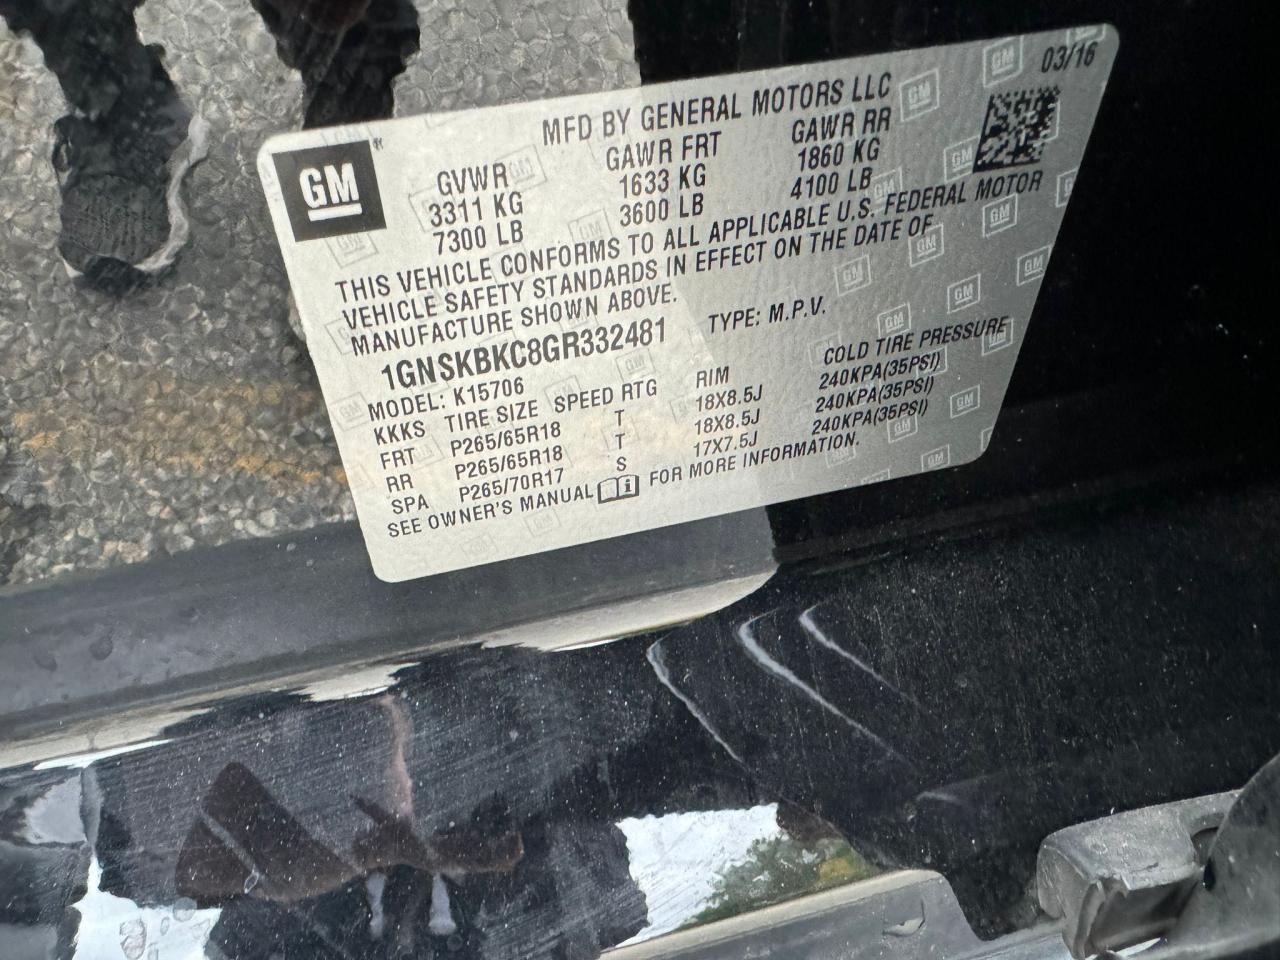 03/16
MFD BY GENERAL MOTORS LLC
GM®
GVWR GAWR FRT GAWR RR
3311 KG 1633 KG 1860 KG
7300 LB 3600 LB 4100 LB
THIS VEHICLE CONFORMS TO ALL APPLICABLE U.S. FEDERAL MOTOR
VEHICLE SAFETY STANDARDS IN EFFECT ON THE DATE OF
MANUFACTURE SHOWN ABOVE.
1GNSKBKC8GR332481 TYPE: M.P.V.
MODEL: K15706
KKKS TIRE SIZE SPEED RTG RIM COLD TIRE PRESSURE
FRT P265/65R18 T 18X8.5J 240KPA(35PSI)
RR P265/65R18 T 18X8.5J 240KPA(35PSI)
SPA P265/70R17 S 17X7.5J 240KPA(35PSI)
SEE OWNER'S MANUAL FOR MORE INFORMATION.